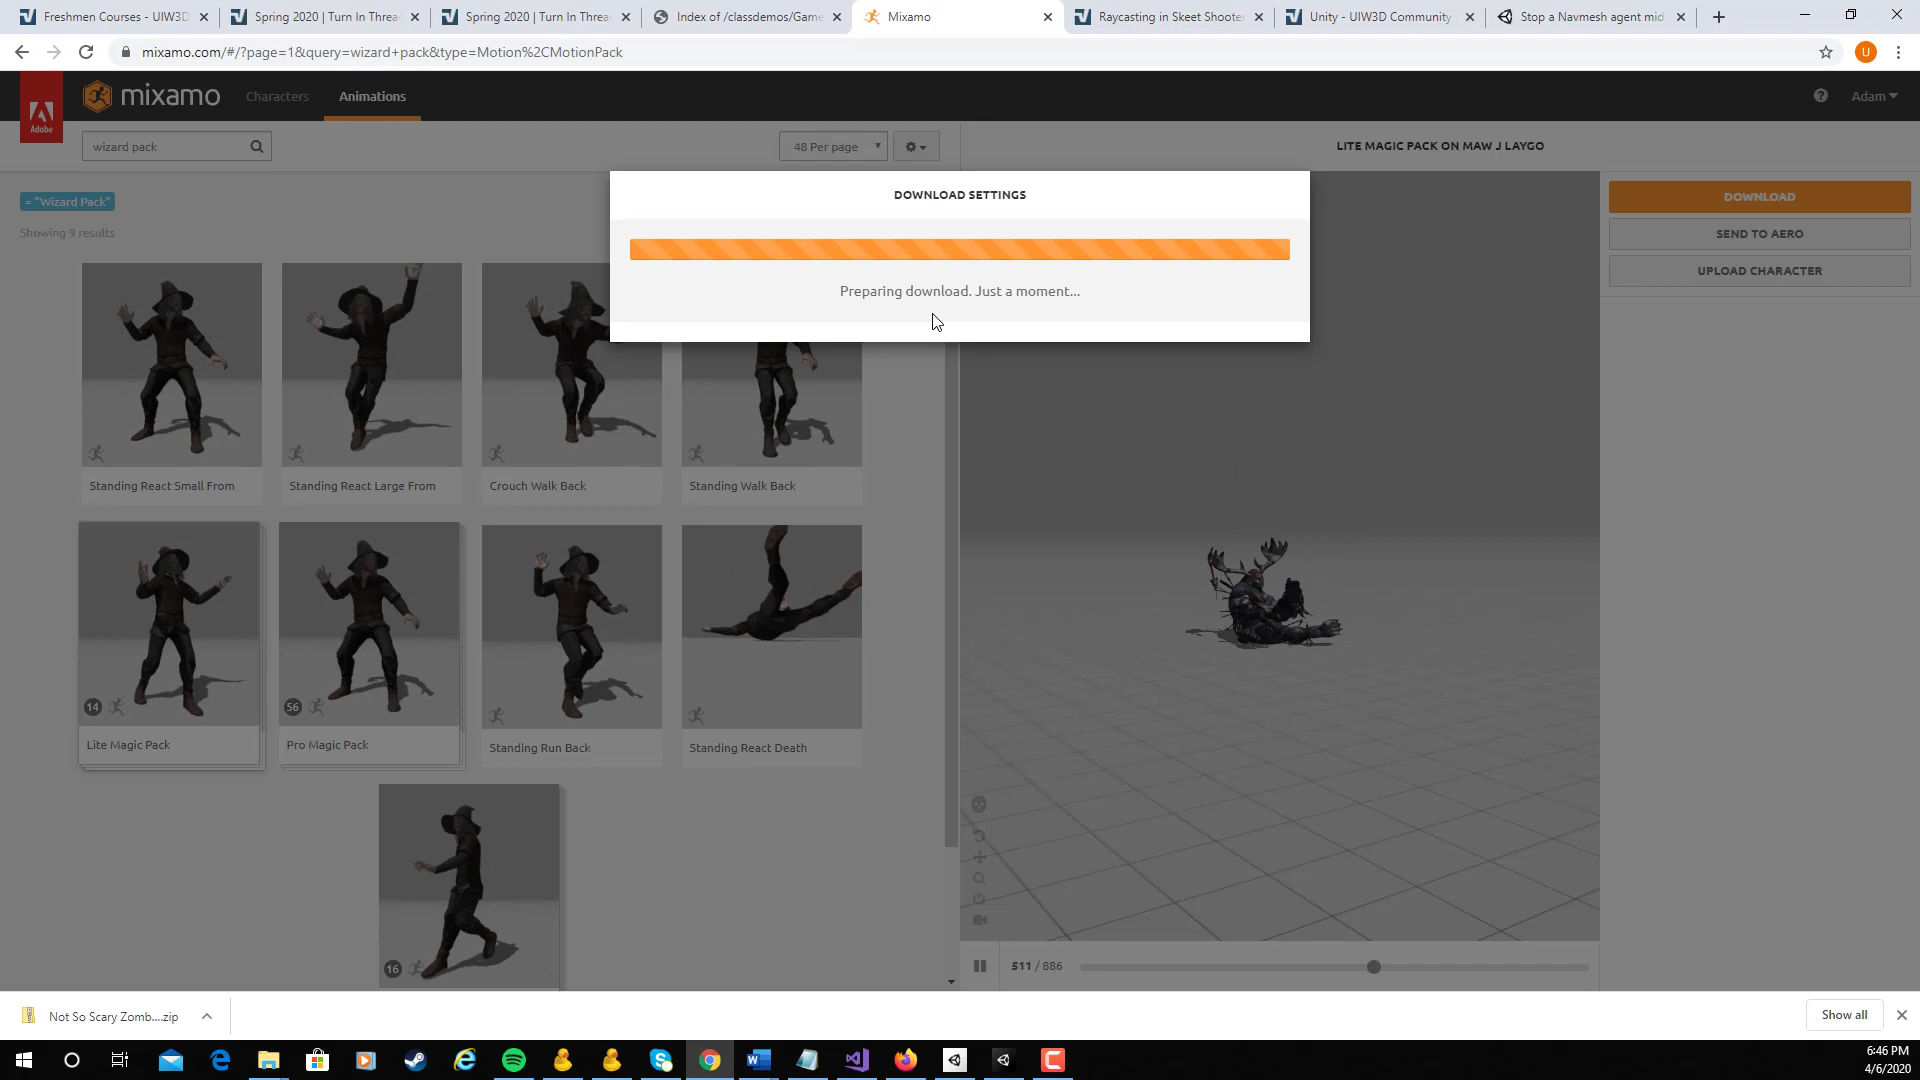 Freshmen Courses - UIW3D
Spring 2020 | Turn In Threa
Spring 2020 | Turn In Threa
Index of /classdemos/Game
Mixamo
Raycasting in Skeet Shooter
Unity - UIW3D Community
Stop a Navmesh agent mid
mixamo.com/#/?page=1&query=wizard+pack&type=Motion%2CMotionPack
U
Adobe
mixamo
Characters
Animations
Adam
wizard pack
48 Per page
LITE MAGIC PACK ON MAW J LAYGO
"Wizard Pack"
Showing 9 results
DOWNLOAD SETTINGS
Preparing download. Just a moment...
DOWNLOAD
SEND TO AERO
UPLOAD CHARACTER
Standing React Small From
Standing React Large From
Crouch Walk Back
Standing Walk Back
14
56
Lite Magic Pack
Pro Magic Pack
Standing Run Back
Standing React Death
16
511 / 886
Not So Scary Zomb....zip
Show all
6:46 PM
4/6/2020